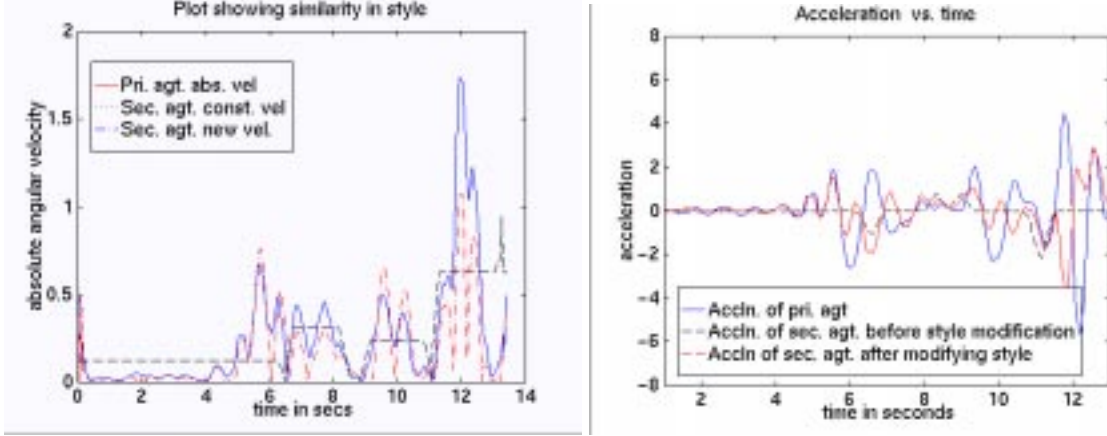 Plot showing similarity in style
2
1.5
1
0.5
0
absolute angular velocity
Pri. agt. abs. vel
Sec. agt. const. vel
Sec. agt. new vel.
0 2 4 6 8 10 12 14
time in secs
Acceleration vs. time
8
6
4
2
0
−2
−4
−6
−8
acceleration
Accln. of pri. agt
Accln. of sec. agt. before style modification
Accln of sec. agt. after modifying style
2 4 6 8 10 12
time in seconds